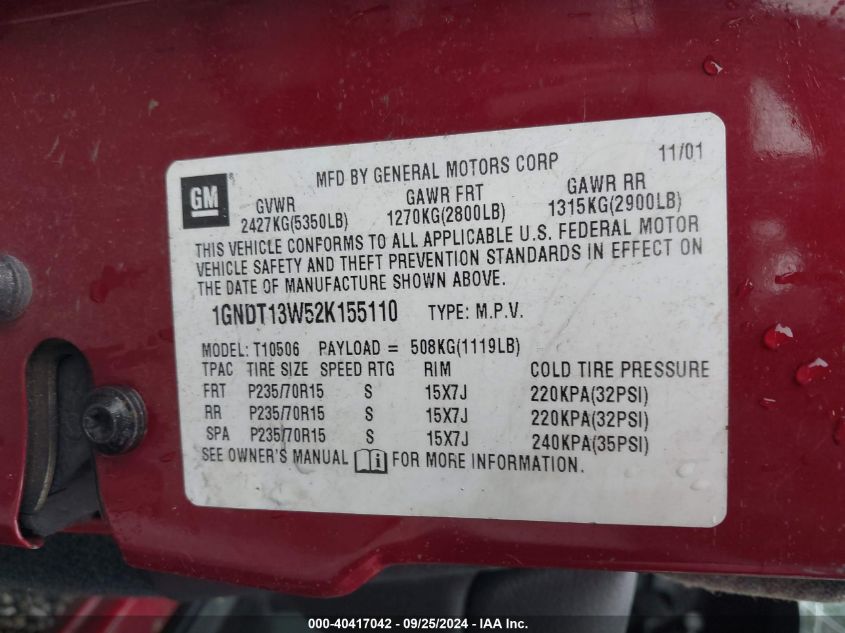 MFD BY GENERAL MOTORS CORP 11/01
GM
GVWR GAWR FRT GAWR RR
2427KG(5350LB) 1270KG(2800LB) 1315KG(2900LB)
THIS VEHICLE CONFORMS TO ALL APPLICABLE U.S. FEDERAL MOTOR
VEHICLE SAFETY AND THEFT PREVENTION STANDARDS IN EFFECT ON
THE DATE OF MANUFACTURE SHOWN ABOVE.
1GNDT13W52K155110 TYPE: M.P.V.
MODEL: T10506 PAYLOAD = 508KG(1119LB)
TPAC TIRE SIZE SPEED RTG RIM COLD TIRE PRESSURE
FRT P235/70R15 S 15X7J 220KPA(32PSI)
RR P235/70R15 S 15X7J 220KPA(32PSI)
SPA P235/70R15 S 15X7J 240KPA(35PSI)
SEE OWNER'S MANUAL FOR MORE INFORMATION.
000-40417042 - 09/25/2024 - IAA Inc.